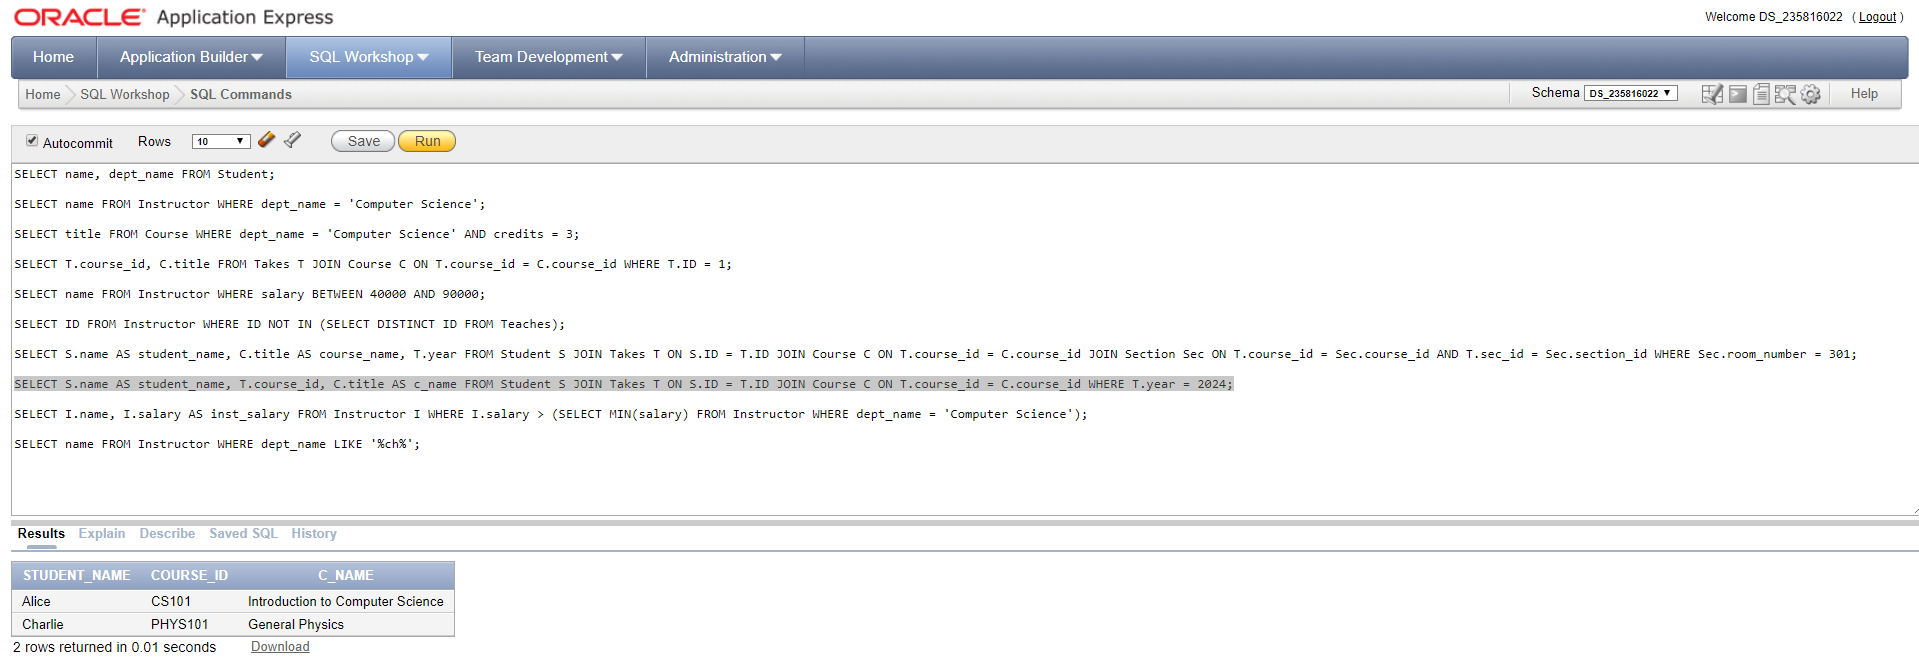 ORACLE Application Express
Welcome DS_235816022 ( Logout )
Home Application Builder SQL Workshop Team Development Administration
Home SQL Workshop SQL Commands Schema DS_235816022 Help
Autocommit Rows 10 Save Run
SELECT name, dept_name FROM Student;
SELECT name FROM Instructor WHERE dept_name = 'Computer Science';
SELECT title FROM Course WHERE dept_name = 'Computer Science' AND credits = 3;
SELECT T.course_id, C.title FROM Takes T JOIN Course C ON T.course_id = C.course_id WHERE T.ID = 1;
SELECT name FROM Instructor WHERE salary BETWEEN 40000 AND 90000;
SELECT ID FROM Instructor WHERE ID NOT IN (SELECT DISTINCT ID FROM Teaches);
SELECT S.name AS student_name, C.title AS course_name, T.year FROM Student S JOIN Takes T ON S.ID = T.ID JOIN Course C ON T.course_id = C.course_id JOIN Section Sec ON T.course_id = Sec.course_id AND T.sec_id = Sec.section_id WHERE Sec.room_number = 301;
SELECT S.name AS student_name, T.course_id, C.title AS c_name FROM Student S JOIN Takes T ON S.ID = T.ID JOIN Course C ON T.course_id = C.course_id WHERE T.year = 2024;
SELECT I.name, I.salary AS inst_salary FROM Instructor I WHERE I.salary > (SELECT MIN(salary) FROM Instructor WHERE dept_name = 'Computer Science');
SELECT name FROM Instructor WHERE dept_name LIKE '%ch%';
Results Explain Describe Saved SQL History
STUDENT_NAME COURSE_ID C_NAME
Alice CS101 Introduction to Computer Science
Charlie PHYS101 General Physics
2 rows returned in 0.01 seconds Download